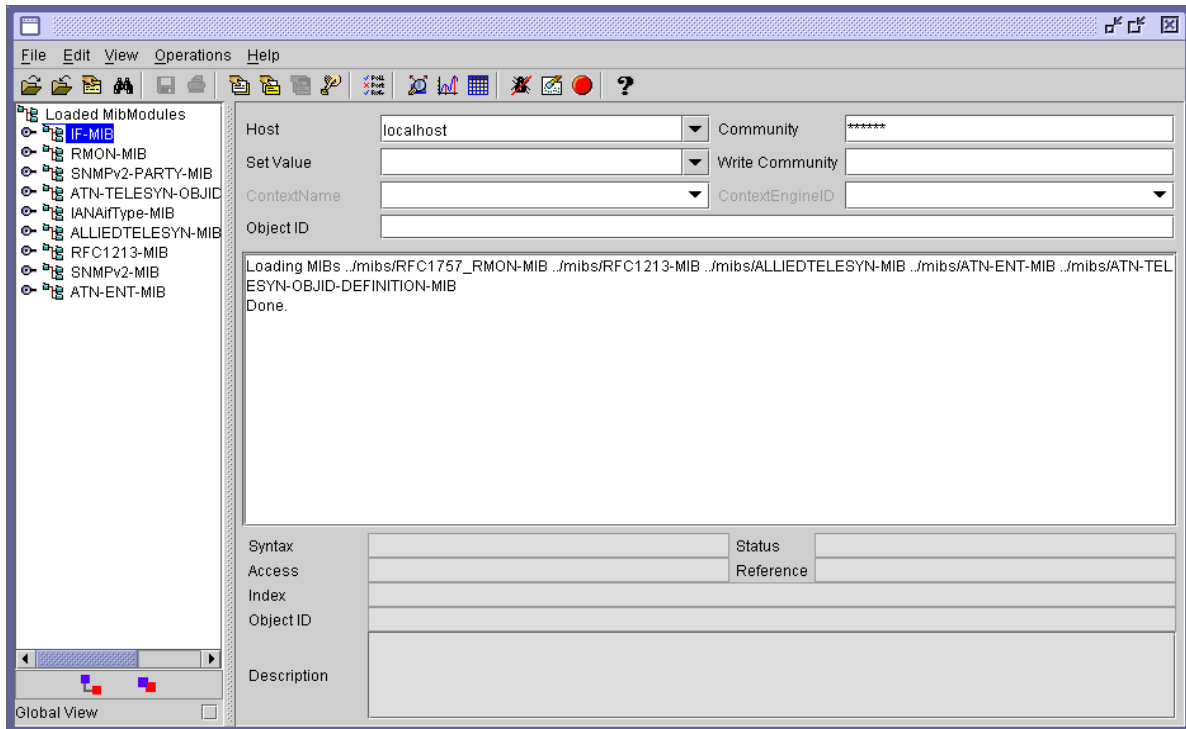 File Edit View Operations Help
Loaded MibModules
IF-MIB
RMON-MIB
SNMPv2-PARTY-MIB
ATN-TELESYN-OBJID
IANAifType-MIB
ALLIEDTELESYN-MIB
RFC1213-MIB
SNMPv2-MIB
ATN-ENT-MIB
Global View
Host localhost Community ******
Set Value Write Community
ContextName ContextEngineID
Object ID
Loading MIBs ../mibs/RFC1757_RMON-MIB ../mibs/RFC1213-MIB ../mibs/ALLIEDTELESYN-MIB ../mibs/ATN-ENT-MIB ../mibs/ATN-TEL
ESYN-OBJID-DEFINITION-MIB
Done.
Syntax Status
Access Reference
Index
Object ID
Description